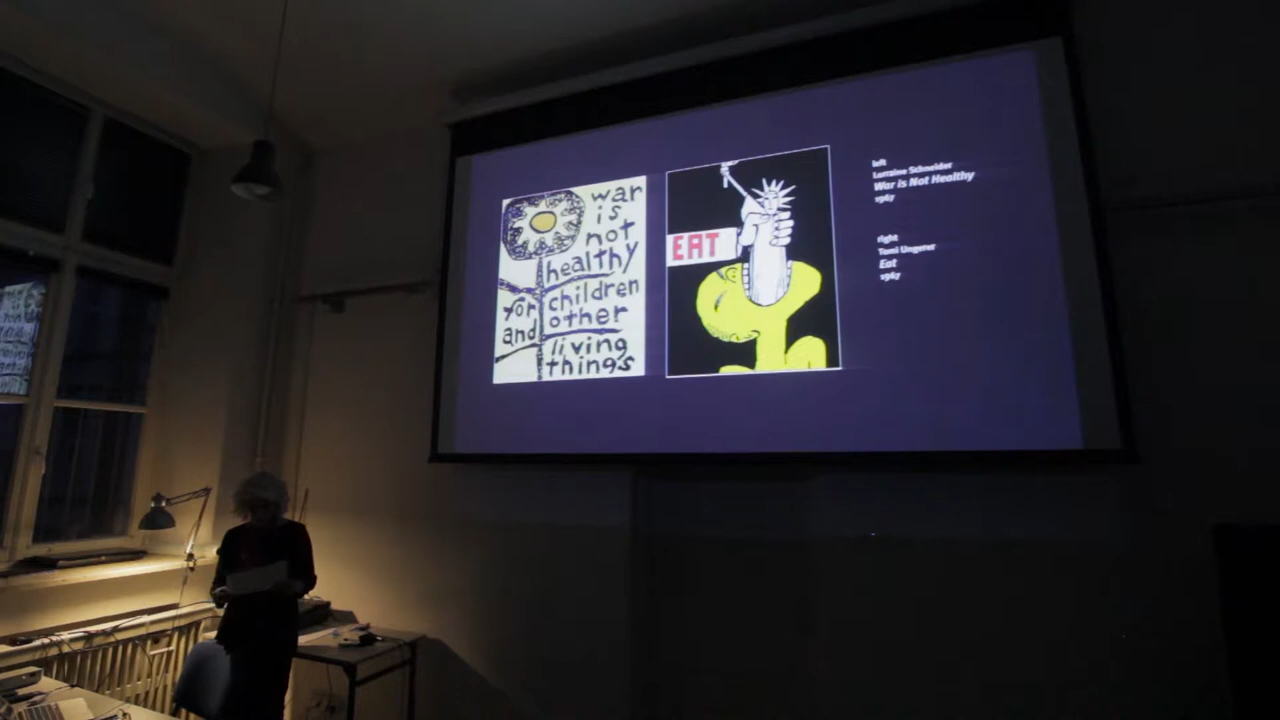 war
is
not
healthy
for children
and other
living
things
EAT
left
Lorraine Schneider
War is Not Healthy
1967
right
Tomi Ungerer
Eat
1967